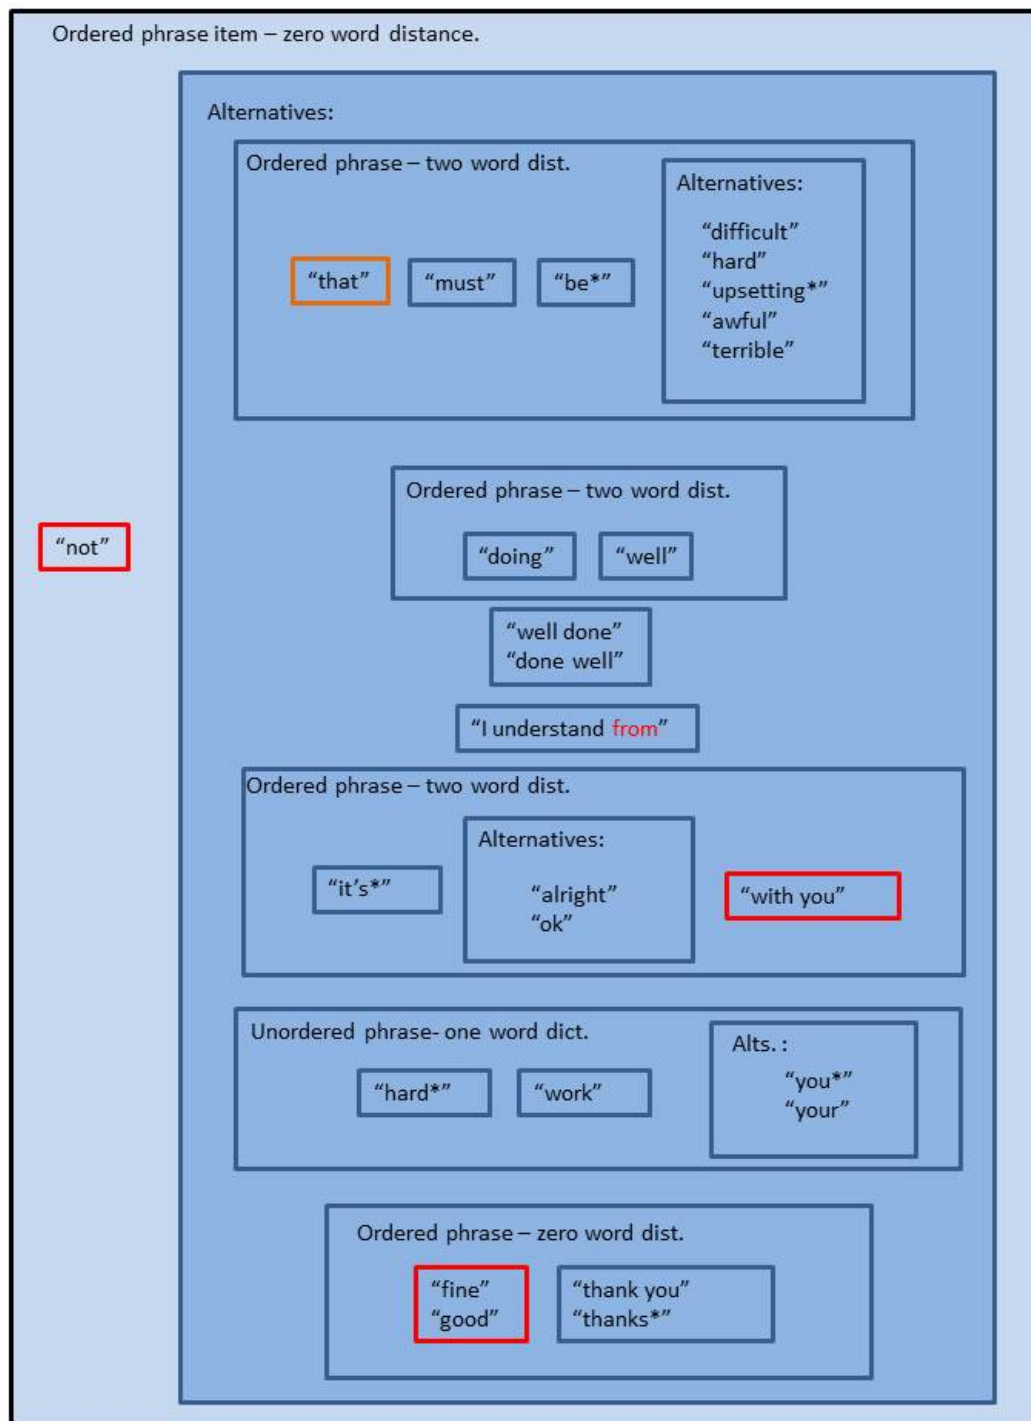 Ordered phrase item – zero word distance.
Alternatives:
Ordered phrase – two word dist.
Alternatives:
“difficult”
“hard”
“upsetting*”
“awful”
“terrible”
“that” “must” “be*”
Ordered phrase – two word dist.
“doing” “well”
“not”
“well done”
“done well”
“I understand from”
Ordered phrase – two word dist.
Alternatives:
“it’s*”
“alright”
“ok”
“with you”
Unordered phrase- one word dict.
Alts. :
“hard*” “work”
“you*”
“your”
Ordered phrase – zero word dist.
“fine” “thank you”
“good” “thanks*”